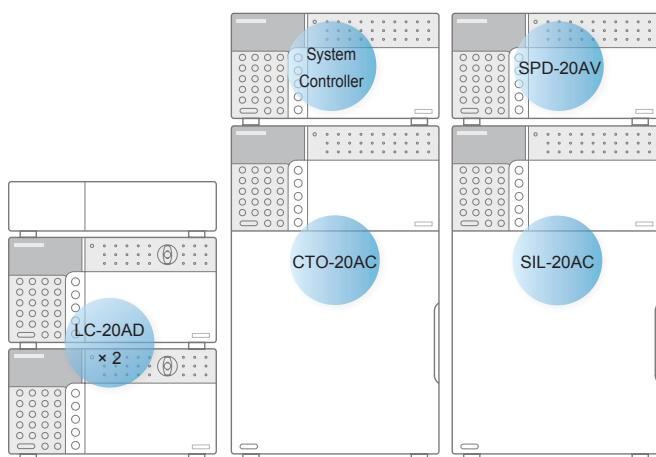 System
Controller
SPD-20AV
CTO-20AC
SIL-20AC
LC-20AD
× 2